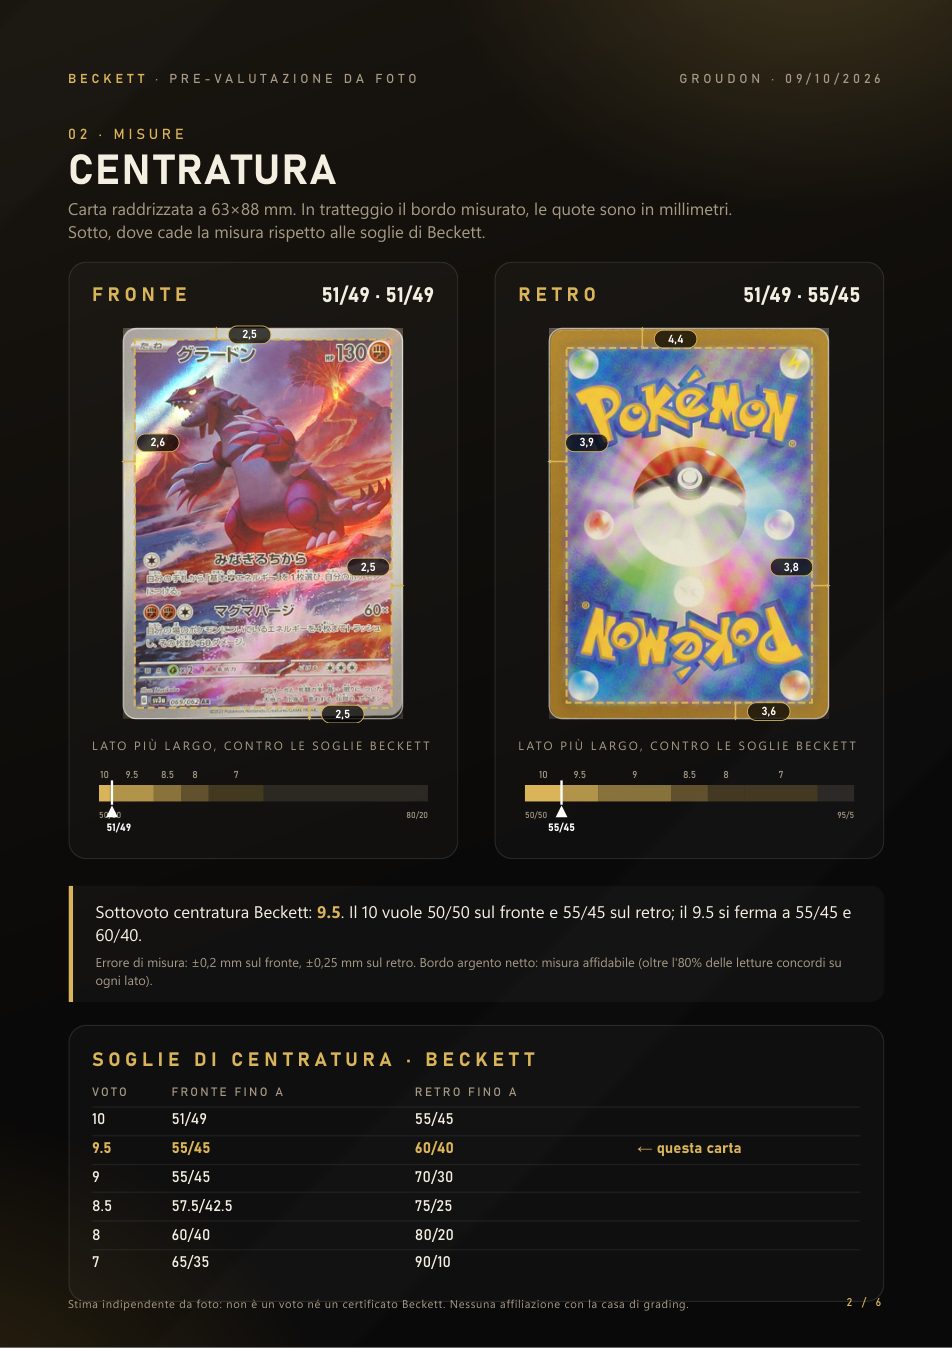 BECKETT · PRE-VALUTAZIONE DA FOTO
GROUDON · 09/10/2026
02 · MISURE
CENTRATURA
Carta raddrizzata a 63×88 mm. In tratteggio il bordo misurato, le quote sono in millimetri.
Sotto, dove cade la misura rispetto alle soglie di Beckett.
FRONTE
51/49 · 51/49
2,5
たね
グラードン
HP 130
2,6
みなぎるちから
2,5
につける。
マグマパージ
60×
2,5
LATO PIÙ LARGO, CONTRO LE SOGLIE BECKETT
10 9.5 8.5 8 7
80/20
51/49
RETRO
51/49 · 55/45
4,4
POKéMON
3,9
3,8
POKéMON
3,6
LATO PIÙ LARGO, CONTRO LE SOGLIE BECKETT
10 9.5 9 8.5 8 7
50/50 95/5
55/45
Sottovoto centratura Beckett: 9.5. Il 10 vuole 50/50 sul fronte e 55/45 sul retro; il 9.5 si ferma a 55/45 e
60/40.
Errore di misura: ±0,2 mm sul fronte, ±0,25 mm sul retro. Bordo argento netto: misura affidabile (oltre l'80% delle letture concordi su
ogni lato).
SOGLIE DI CENTRATURA · BECKETT
VOTO FRONTE FINO A RETRO FINO A
10 51/49 55/45
9.5 55/45 60/40 ← questa carta
9 55/45 70/30
8.5 57.5/42.5 75/25
8 60/40 80/20
7 65/35 90/10
Stima indipendente da foto: non è un voto né un certificato Beckett. Nessuna affiliazione con la casa di grading.
2 / 6